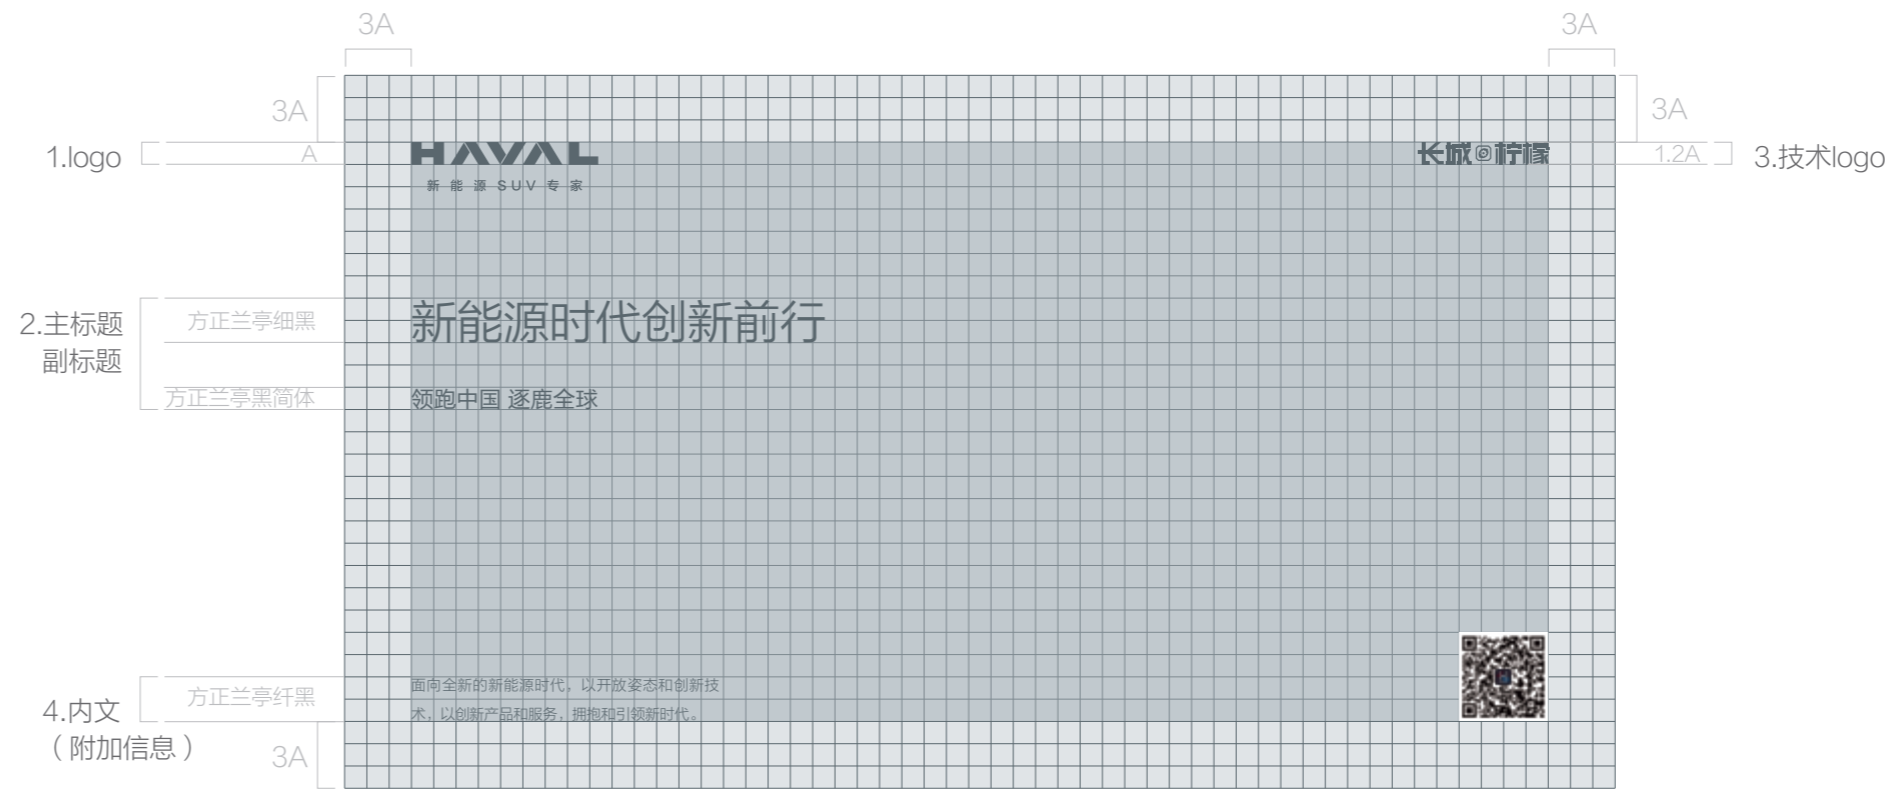 3A
3A
3A
3A
1.logo
A
HAVAL
长城 柠檬
1.2A
3.技术logo
新能源SUV专家
2.主标题
副标题
方正兰亭细黑
新能源时代创新前行
方正兰亭黑简体
领跑中国 逐鹿全球
4.内文
（附加信息）
方正兰亭纤黑
面向全新的新能源时代，以开放姿态和创新技
术，以创新产品和服务，拥抱和引领新时代。
3A